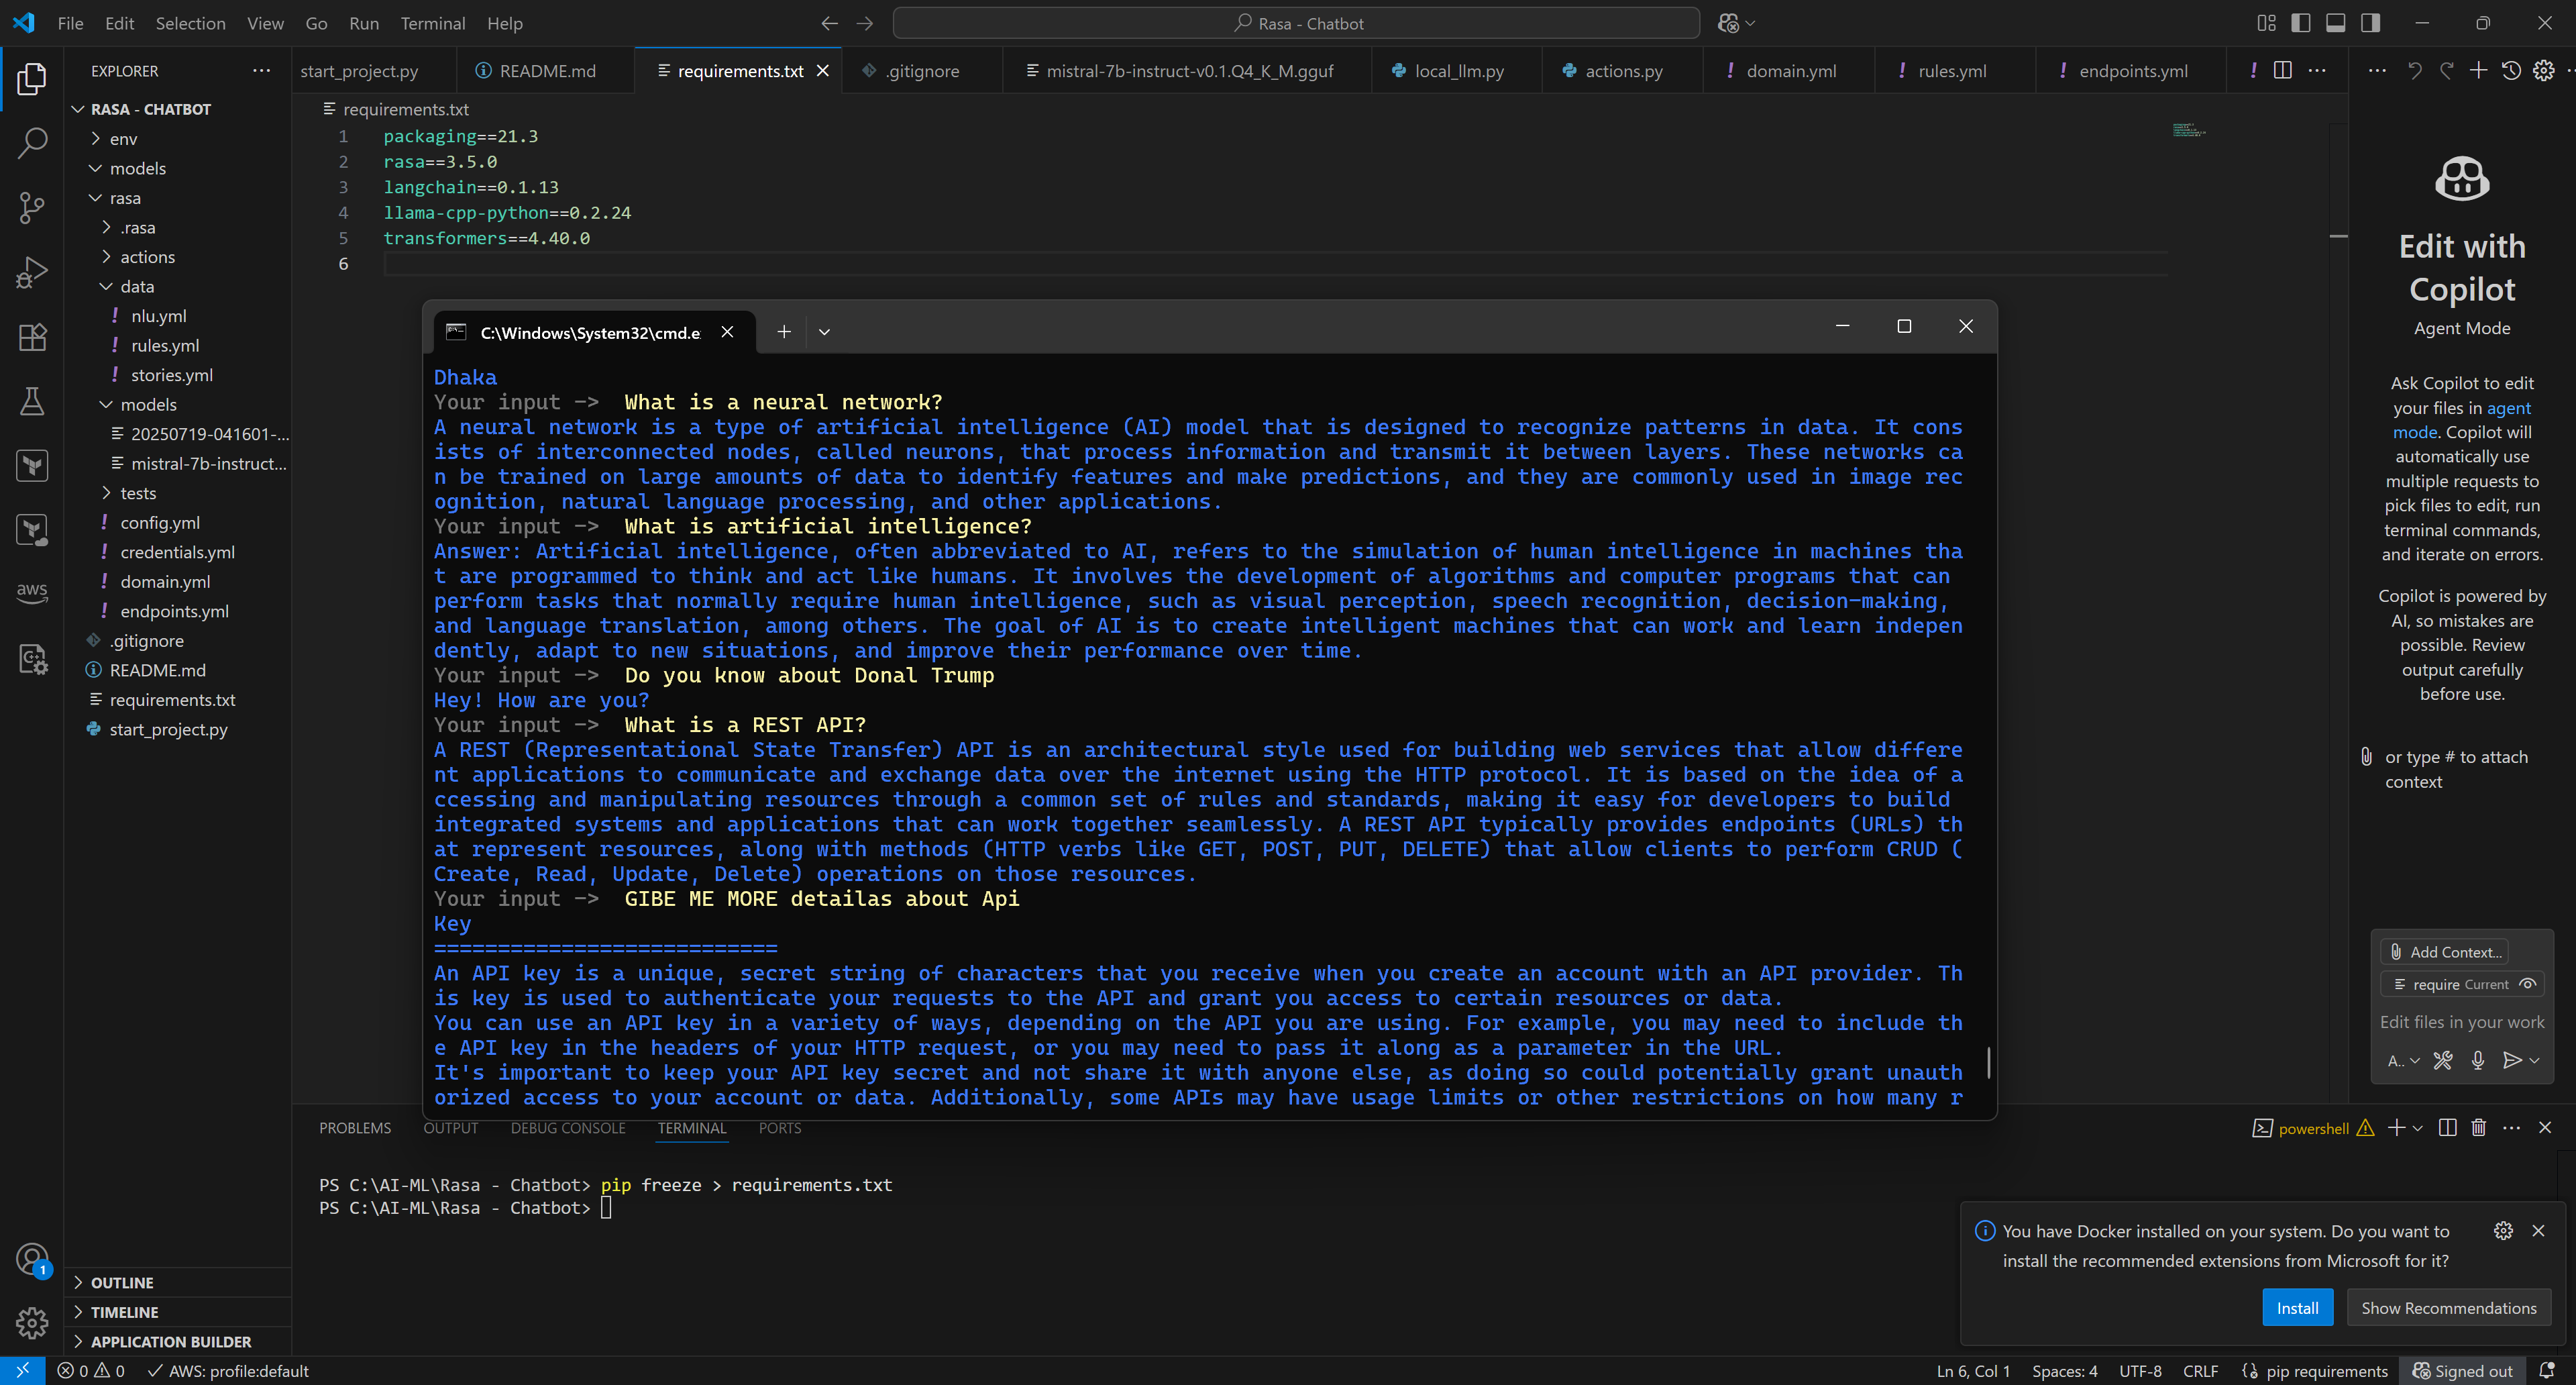 File Edit Selection View Go Run Terminal Help
Rasa - Chatbot
EXPLORER
start_project.py
README.md
requirements.txt
.gitignore
mistral-7b-instruct-v0.1.Q4_K_M.gguf
local_llm.py
actions.py
domain.yml
rules.yml
endpoints.yml
RASA - CHATBOT
env
models
rasa
.rasa
actions
data
nlu.yml
rules.yml
stories.yml
models
20250719-041601-...
mistral-7b-instruct...
tests
config.yml
credentials.yml
domain.yml
endpoints.yml
.gitignore
README.md
requirements.txt
start_project.py
aws
1
OUTLINE
TIMELINE
APPLICATION BUILDER
requirements.txt
1 packaging==21.3
2 rasa==3.5.0
3 langchain==0.1.13
4 llama-cpp-python==0.2.24
5 transformers==4.40.0
6
C:\Windows\System32\cmd.e
Dhaka
Your input -> What is a neural network?
A neural network is a type of artificial intelligence (AI) model that is designed to recognize patterns in data. It cons
ists of interconnected nodes, called neurons, that process information and transmit it between layers. These networks ca
n be trained on large amounts of data to identify features and make predictions, and they are commonly used in image rec
ognition, natural language processing, and other applications.
Your input -> What is artificial intelligence?
Answer: Artificial intelligence, often abbreviated to AI, refers to the simulation of human intelligence in machines tha
t are programmed to think and act like humans. It involves the development of algorithms and computer programs that can
perform tasks that normally require human intelligence, such as visual perception, speech recognition, decision-making,
and language translation, among others. The goal of AI is to create intelligent machines that can work and learn indepen
dently, adapt to new situations, and improve their performance over time.
Your input -> Do you know about Donal Trump
Hey! How are you?
Your input -> What is a REST API?
A REST (Representational State Transfer) API is an architectural style used for building web services that allow differe
nt applications to communicate and exchange data over the internet using the HTTP protocol. It is based on the idea of a
ccessing and manipulating resources through a common set of rules and standards, making it easy for developers to build
integrated systems and applications that can work together seamlessly. A REST API typically provides endpoints (URLs) th
at represent resources, along with methods (HTTP verbs like GET, POST, PUT, DELETE) that allow clients to perform CRUD (
Create, Read, Update, Delete) operations on those resources.
Your input -> GIBE ME MORE detailas about Api
Key
===========================
An API key is a unique, secret string of characters that you receive when you create an account with an API provider. Th
is key is used to authenticate your requests to the API and grant you access to certain resources or data.
You can use an API key in a variety of ways, depending on the API you are using. For example, you may need to include th
e API key in the headers of your HTTP request, or you may need to pass it along as a parameter in the URL.
It's important to keep your API key secret and not share it with anyone else, as doing so could potentially grant unauth
orized access to your account or data. Additionally, some APIs may have usage limits or other restrictions on how many r
PROBLEMS OUTPUT DEBUG CONSOLE TERMINAL PORTS
powershell
PS C:\AI-ML\Rasa - Chatbot> pip freeze > requirements.txt
PS C:\AI-ML\Rasa - Chatbot>
Edit with
Copilot
Agent Mode
Ask Copilot to edit
your files in agent
mode. Copilot will
automatically use
multiple requests to
pick files to edit, run
terminal commands,
and iterate on errors.
Copilot is powered by
AI, so mistakes are
possible. Review
output carefully
before use.
or type # to attach
context
Add Context...
require Current
Edit files in your work
A..
You have Docker installed on your system. Do you want to
install the recommended extensions from Microsoft for it?
Install
Show Recommendations
0 0 AWS: profile:default
Ln 6, Col 1 Spaces: 4 UTF-8 CRLF pip requirements Signed out